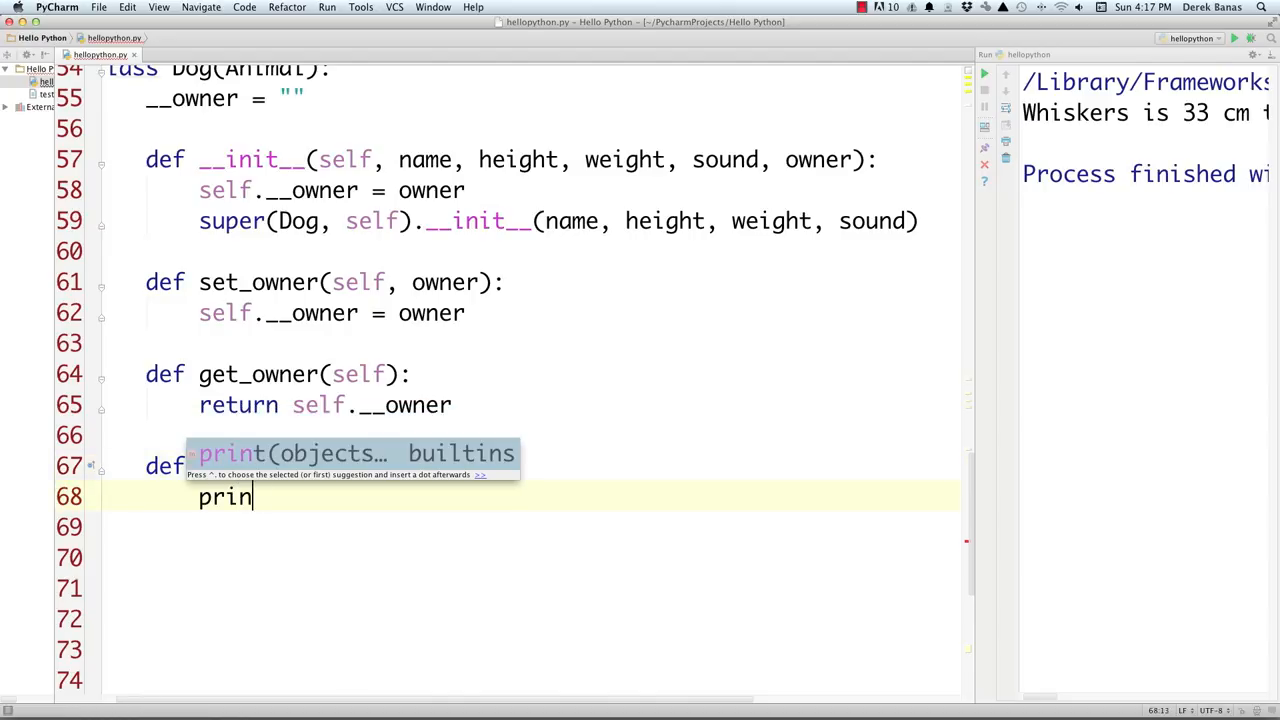 PyCharm File Edit View Navigate Code Refactor Run Tools VCS Window Help 10 Sun 4:17 PM Derek Banas
hellopython.py - Hello Python - [~/PycharmProjects/Hello Python]
Hello Python hellopython.py hellopython
hellopython.py × Run hellopython
Hello P
hell
test
Externa
54 lass Dog(Animal):
55 __owner = ""
56
57 def __init__(self, name, height, weight, sound, owner):
58 self.__owner = owner
59 super(Dog, self).__init__(name, height, weight, sound)
60
61 def set_owner(self, owner):
62 self.__owner = owner
63
64 def get_owner(self):
65 return self.__owner
66
print(objects… builtins
Press ^. to choose the selected (or first) suggestion and insert a dot afterwards >>
67 def
68 prin
69
70
71
72
73
74
/Library/Frameworks
Whiskers is 33 cm t
Process finished wi
68:13 LF UTF-8